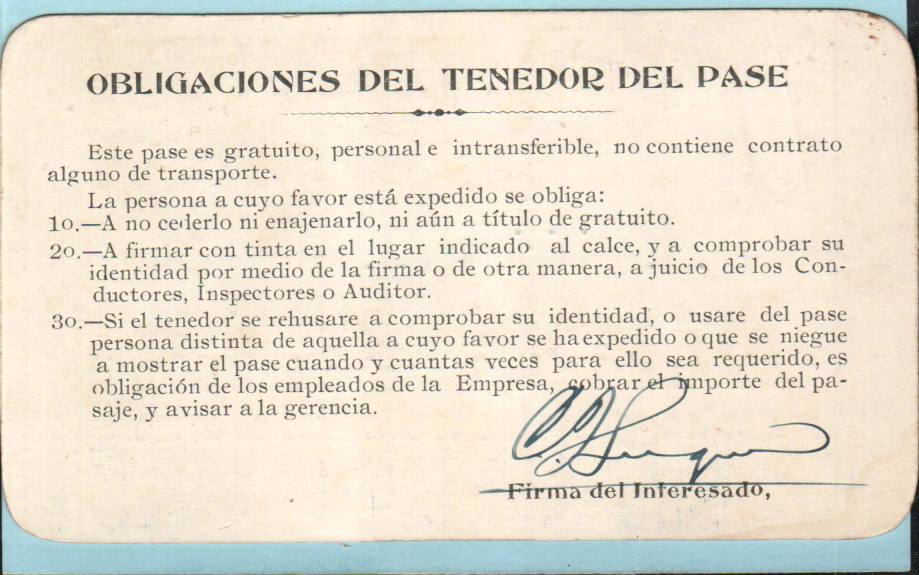 OBLIGACIONES DEL TENEDOR DEL PASE
Este pase es gratuito, personal e intransferible, no contiene contrato
alguno de transporte.
La persona a cuyo favor está expedido se obliga:
1o.—A no cederlo ni enajenarlo, ni aún a título de gratuito.
2o.—A firmar con tinta en el lugar indicado al calce, y a comprobar su
identidad por medio de la firma o de otra manera, a juicio de los Con-
ductores, Inspectores o Auditor.
3o.—Si el tenedor se rehusare a comprobar su identidad, o usare del pase
persona distinta de aquella a cuyo favor se ha expedido o que se niegue
a mostrar el pase cuando y cuantas veces para ello sea requerido, es
obligación de los empleados de la Empresa, cobrar el importe del pa-
saje, y avisar a la gerencia.
Firma del Interesado,